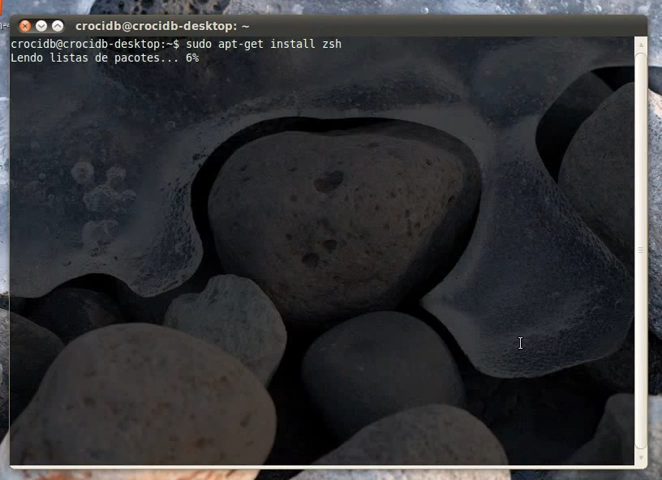 crocidb@crocidb-desktop: ~
crocidb@crocidb-desktop:~$ sudo apt-get install zsh
Lendo listas de pacotes... 6%